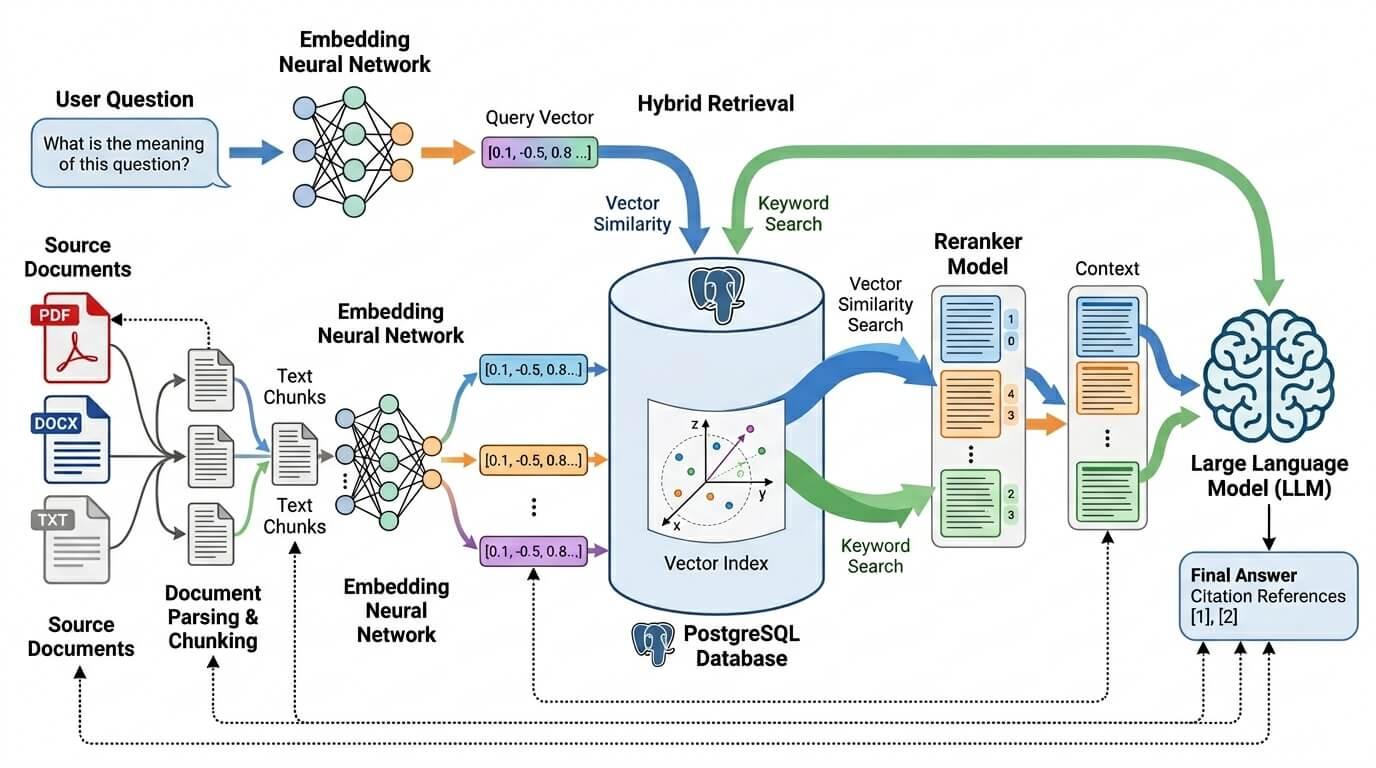 Embedding
Neural Network
User Question
What is the meaning
of this question?
Query Vector
[0.1, -0.5, 0.8 ...]
Hybrid Retrieval
Vector
Similarity
Keyword
Search
Source
Documents
PDF
DOCX
TXT
Source
Documents
Document
Parsing &
Chunking
Text
Chunks
Text
Chunks
Embedding
Neural Network
Embedding
Neural
Network
[0.1, -0.5, 0.8...]
[0.1, -0.5, 0.8...]
[0.1, -0.5, 0.8...]
z
y
x
Vector Index
PostgreSQL
Database
Vector
Similarity
Search
Keyword
Search
Reranker
Model
1
0
4
3
2
3
Context
Large Language
Model (LLM)
Final Answer
Citation References
[1], [2]